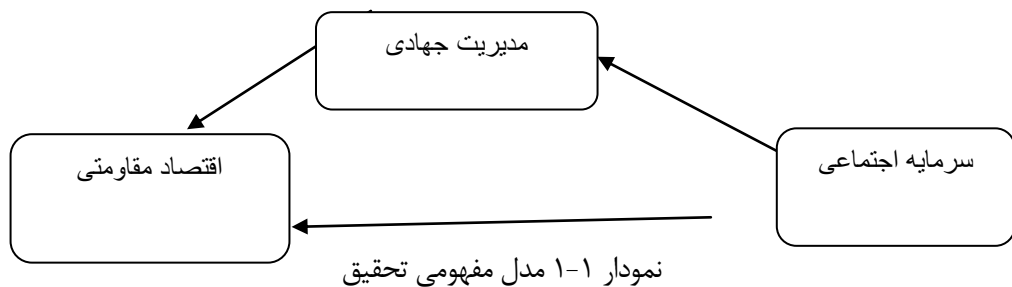 مدیریت جهادی
سرمایه اجتماعی
اقتصاد مقاومتی
نمودار ۱-۱ مدل مفهومی تحقیق